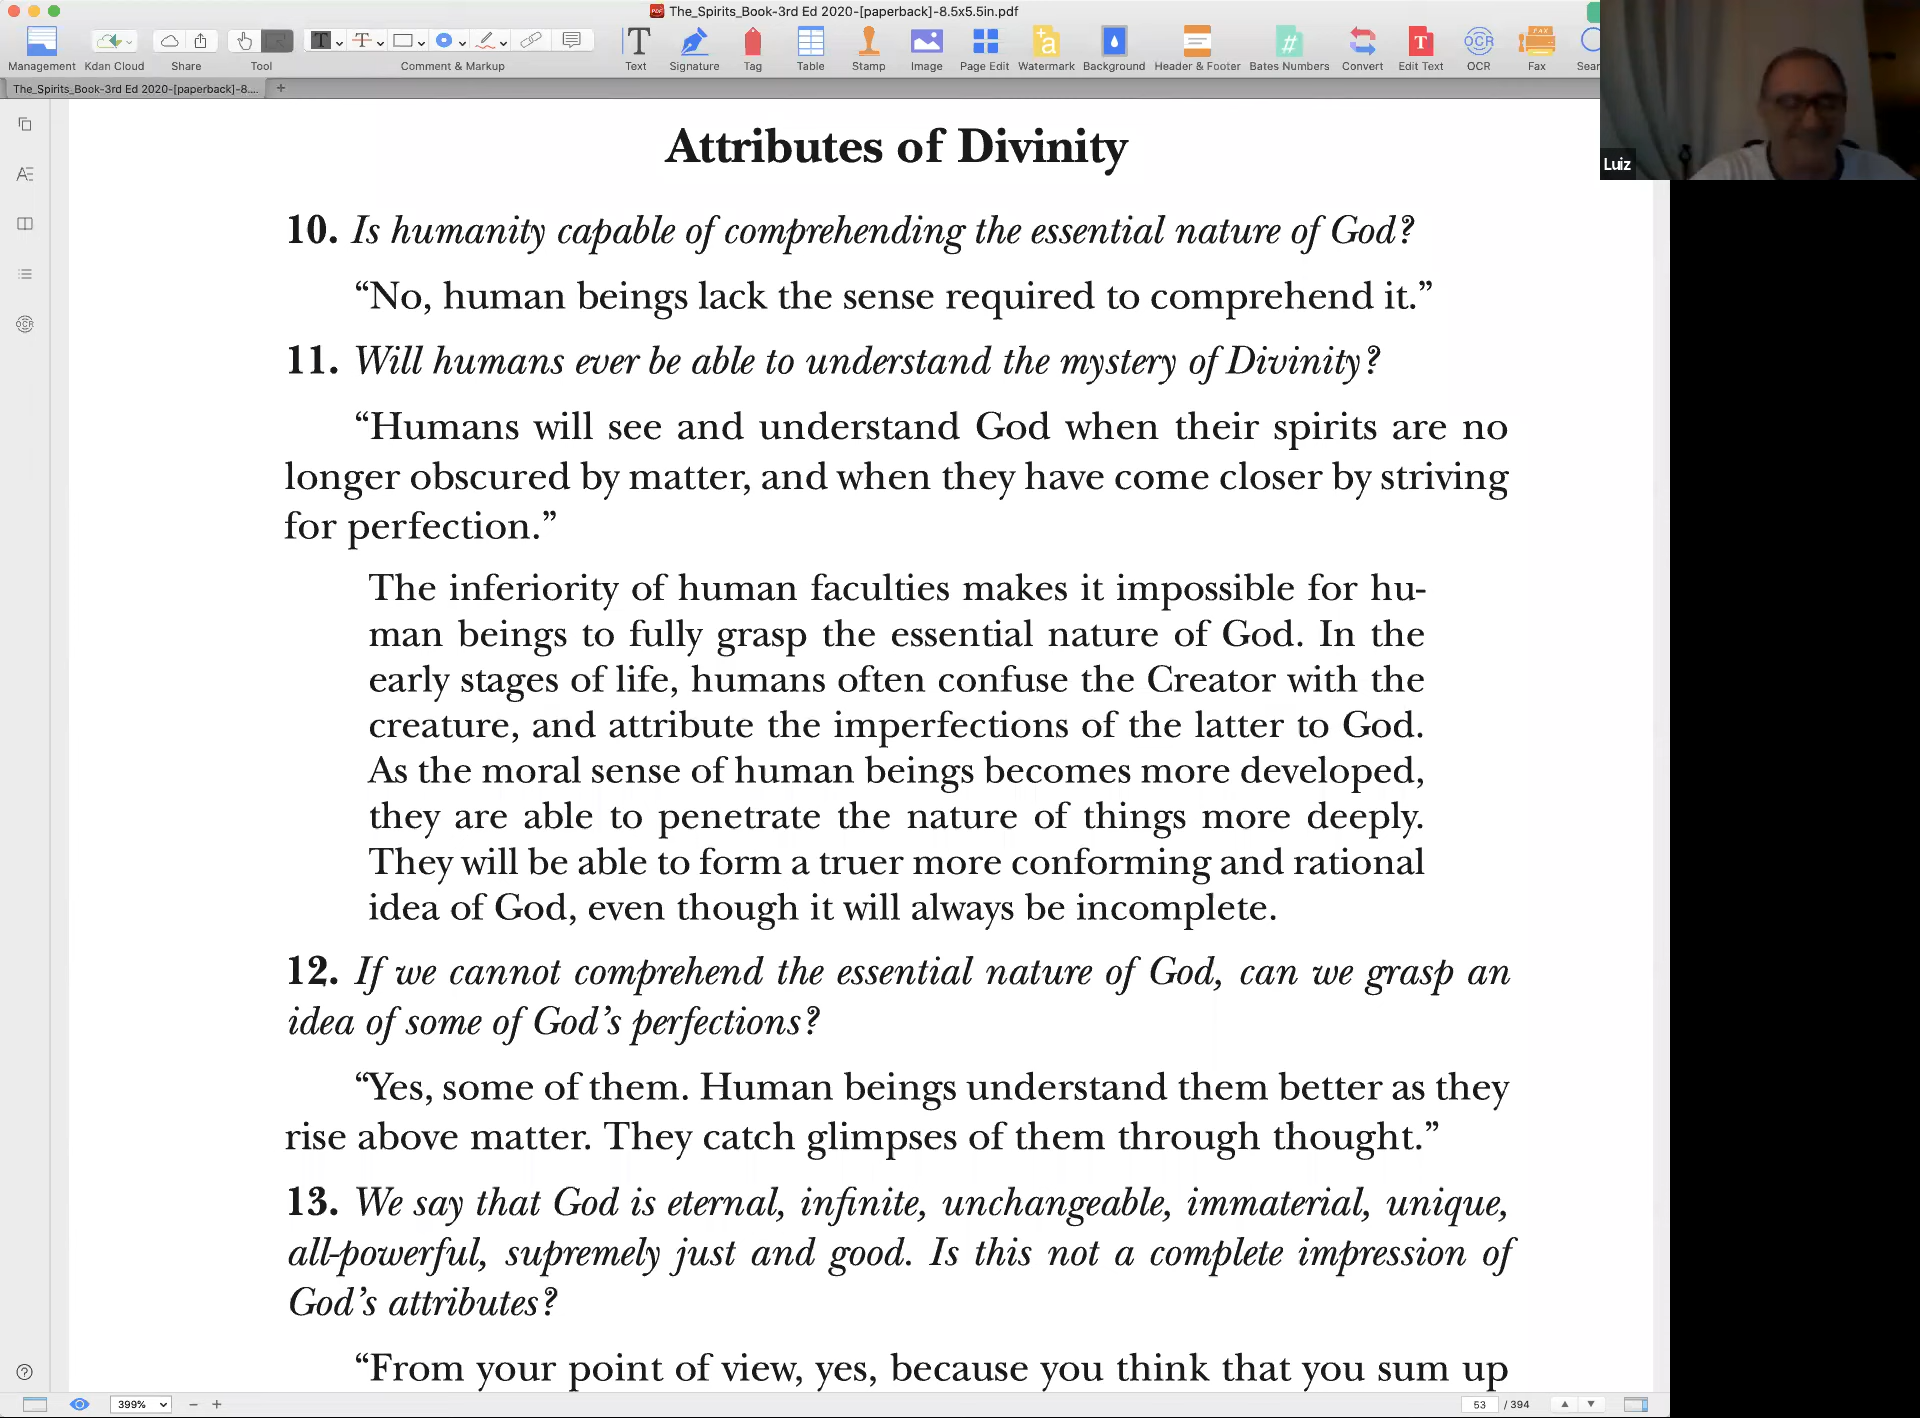 The_Spirits_Book-3rd Ed 2020-[paperback]-8.5x5.5in.pdf
Management Kdan Cloud Share Tool Comment & Markup Text Signature Tag Table Stamp Image Page Edit Watermark Background Header & Footer Bates Numbers Convert Edit Text OCR Fax
The_Spirits_Book-3rd Ed 2020-[paperback]-8....
Luiz
Attributes of Divinity
10. Is humanity capable of comprehending the essential nature of God?
“No, human beings lack the sense required to comprehend it.”
11. Will humans ever be able to understand the mystery of Divinity?
“Humans will see and understand God when their spirits are no
longer obscured by matter, and when they have come closer by striving
for perfection.”
The inferiority of human faculties makes it impossible for hu-
man beings to fully grasp the essential nature of God. In the
early stages of life, humans often confuse the Creator with the
creature, and attribute the imperfections of the latter to God.
As the moral sense of human beings becomes more developed,
they are able to penetrate the nature of things more deeply.
They will be able to form a truer more conforming and rational
idea of God, even though it will always be incomplete.
12. If we cannot comprehend the essential nature of God, can we grasp an
idea of some of God’s perfections?
“Yes, some of them. Human beings understand them better as they
rise above matter. They catch glimpses of them through thought.”
13. We say that God is eternal, infinite, unchangeable, immaterial, unique,
all-powerful, supremely just and good. Is this not a complete impression of
God’s attributes?
“From your point of view, yes, because you think that you sum up
399% 53 / 394